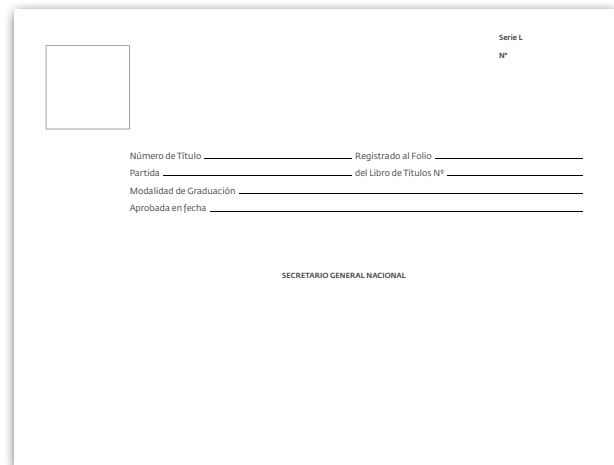 Serie L
N°
Número de Título Registrado al Folio
Partida del Libro de Títulos Nº
Modalidad de Graduación
Aprobada en fecha
SECRETARIO GENERAL NACIONAL